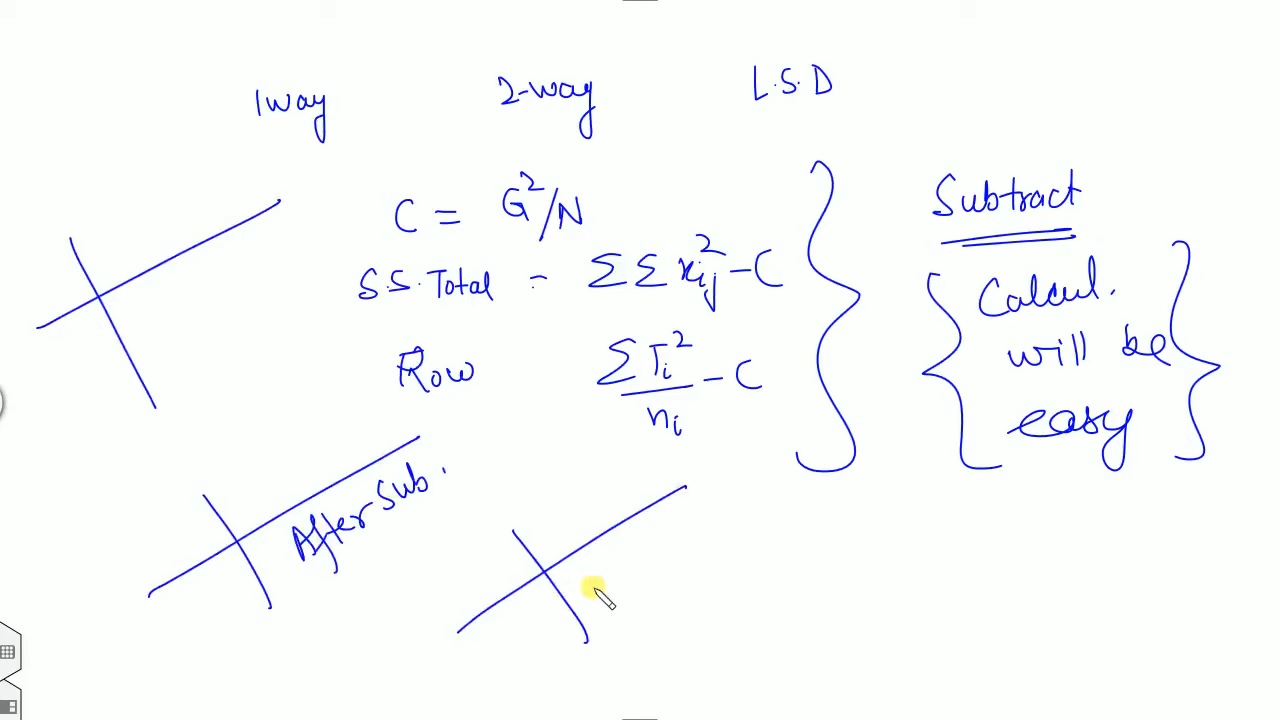 1way 2-way L.S.D
C = G²/N
S.S. Total = ΣΣ xij² - C
Row ΣTi²/ni - C
Subtract
Calcul.
will be
easy
After Sub.